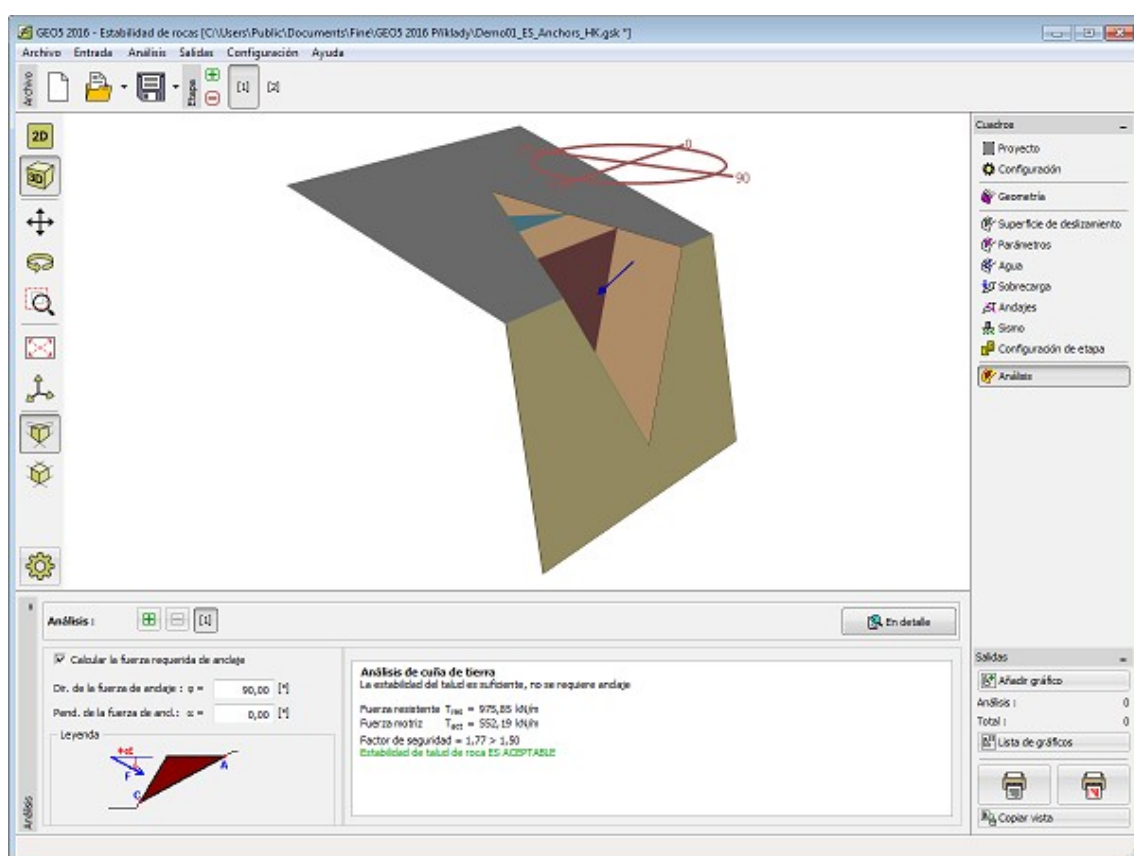 GEO5 2016 - Estabilidad de rocas [C:\Users\Public\Documents\Fine\GEO5 2016 Příklady\Demo01_ES_Anchors_HK.gsk *]
Archivo Entrada Análisis Salidas Configuración Ayuda
Archivo
Etapa
[1] [2]
2D
3D
0
90
Cuadros
Proyecto
Configuración
Geometría
Superficie de deslizamiento
Parámetros
Agua
Sobrecarga
Anclajes
Sismo
Configuración de etapa
Análisis
Análisis :
[1]
En detalle
Calcular la fuerza requerida de anclaje
Dir. de la fuerza de anclaje : φ = 90,00 [°]
Pend. de la fuerza de ancl.: α = 0,00 [°]
Leyenda
+α
F
A
C
Análisis de cuña de tierra
La estabilidad del talud es suficiente, no se requiere anclaje
Fuerza resistente Tres = 975,85 kN/m
Fuerza motriz Tact = 552,19 kN/m
Factor de seguridad = 1,77 > 1,50
Estabilidad de talud de roca ES ACEPTABLE
Análisis
Salidas
Añadir gráfico
Análisis : 0
Total : 0
Lista de gráficos
Copiar vista